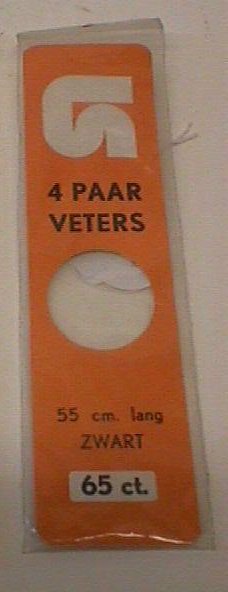 4 PAAR
VETERS
55 cm. lang
ZWART
65 ct.